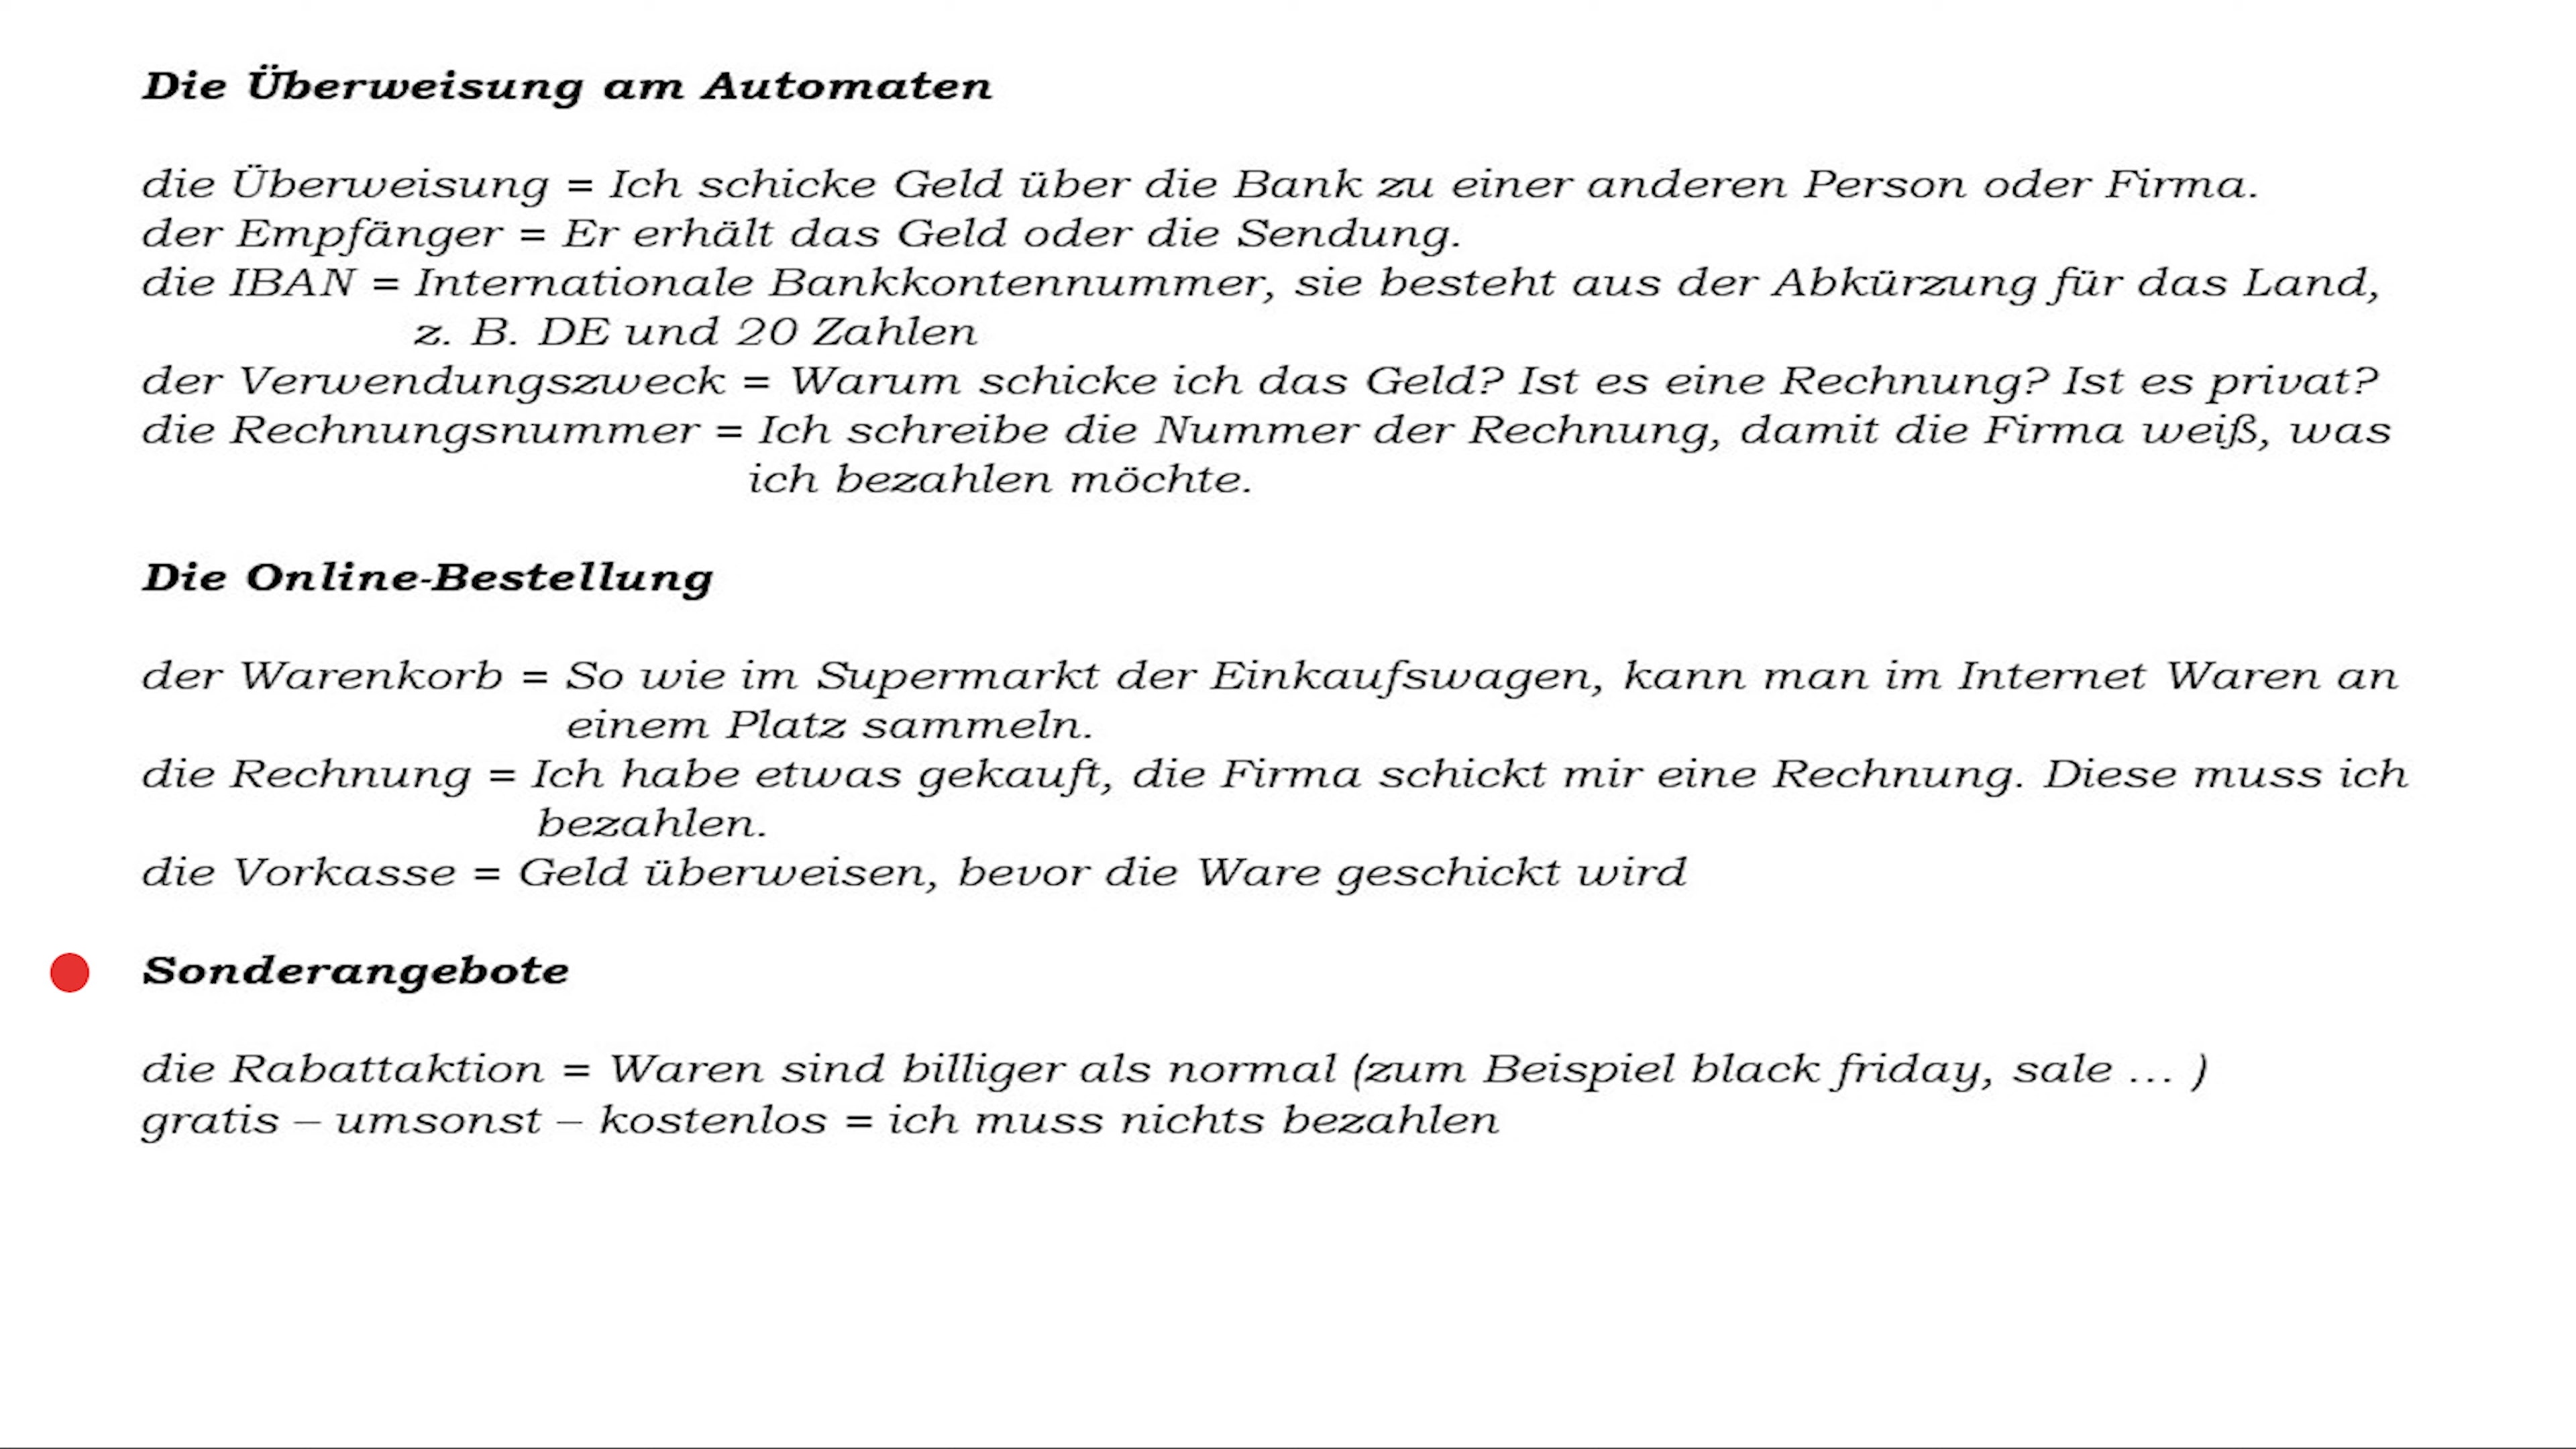 Die Überweisung am Automaten
die Überweisung = Ich schicke Geld über die Bank zu einer anderen Person oder Firma.
der Empfänger = Er erhält das Geld oder die Sendung.
die IBAN = Internationale Bankkontennummer, sie besteht aus der Abkürzung für das Land,
z. B. DE und 20 Zahlen
der Verwendungszweck = Warum schicke ich das Geld? Ist es eine Rechnung? Ist es privat?
die Rechnungsnummer = Ich schreibe die Nummer der Rechnung, damit die Firma weiß, was
ich bezahlen möchte.
Die Online-Bestellung
der Warenkorb = So wie im Supermarkt der Einkaufswagen, kann man im Internet Waren an
einem Platz sammeln.
die Rechnung = Ich habe etwas gekauft, die Firma schickt mir eine Rechnung. Diese muss ich
bezahlen.
die Vorkasse = Geld überweisen, bevor die Ware geschickt wird
Sonderangebote
die Rabattaktion = Waren sind billiger als normal (zum Beispiel black friday, sale … )
gratis – umsonst – kostenlos = ich muss nichts bezahlen